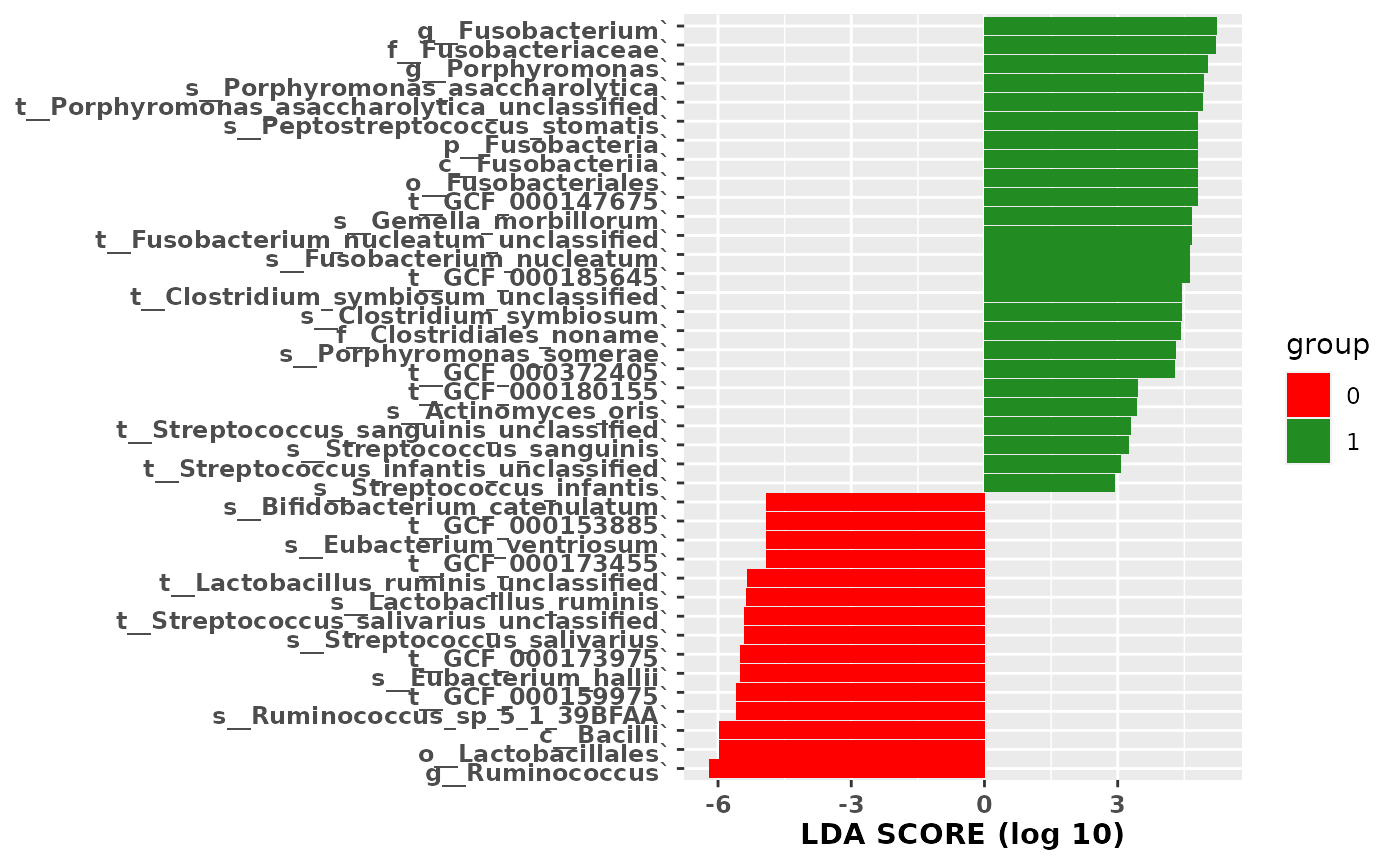 g__Fusobacterium`
f__Fusobacteriaceae`
g__Porphyromonas`
s__Porphyromonas_asaccharolytica`
t__Porphyromonas_asaccharolytica_unclassified`
s__Peptostreptococcus_stomatis`
p__Fusobacteria`
c__Fusobacteriia`
o__Fusobacteriales`
t__GCF_000147675`
s__Gemella_morbillorum`
t__Fusobacterium_nucleatum_unclassified`
s__Fusobacterium_nucleatum`
t__GCF_000185645`
t__Clostridium_symbiosum_unclassified`
s__Clostridium_symbiosum`
f__Clostridiales_noname`
s__Porphyromonas_somerae`
t__GCF_000372405`
t__GCF_000180155`
s__Actinomyces_oris`
t__Streptococcus_sanguinis_unclassified`
s__Streptococcus_sanguinis`
t__Streptococcus_infantis_unclassified`
s__Streptococcus_infantis`
s__Bifidobacterium_catenulatum`
t__GCF_000153885`
s__Eubacterium_ventriosum`
t__GCF_000173455`
t__Lactobacillus_ruminis_unclassified`
s__Lactobacillus_ruminis`
t__Streptococcus_salivarius_unclassified`
s__Streptococcus_salivarius`
t__GCF_000173975`
s__Eubacterium_hallii`
t__GCF_000159975`
s__Ruminococcus_sp_5_1_39BFAA`
c__Bacilli`
o__Lactobacillales`
g__Ruminococcus`
-6 -3 0 3
LDA SCORE (log 10)
group
0
1